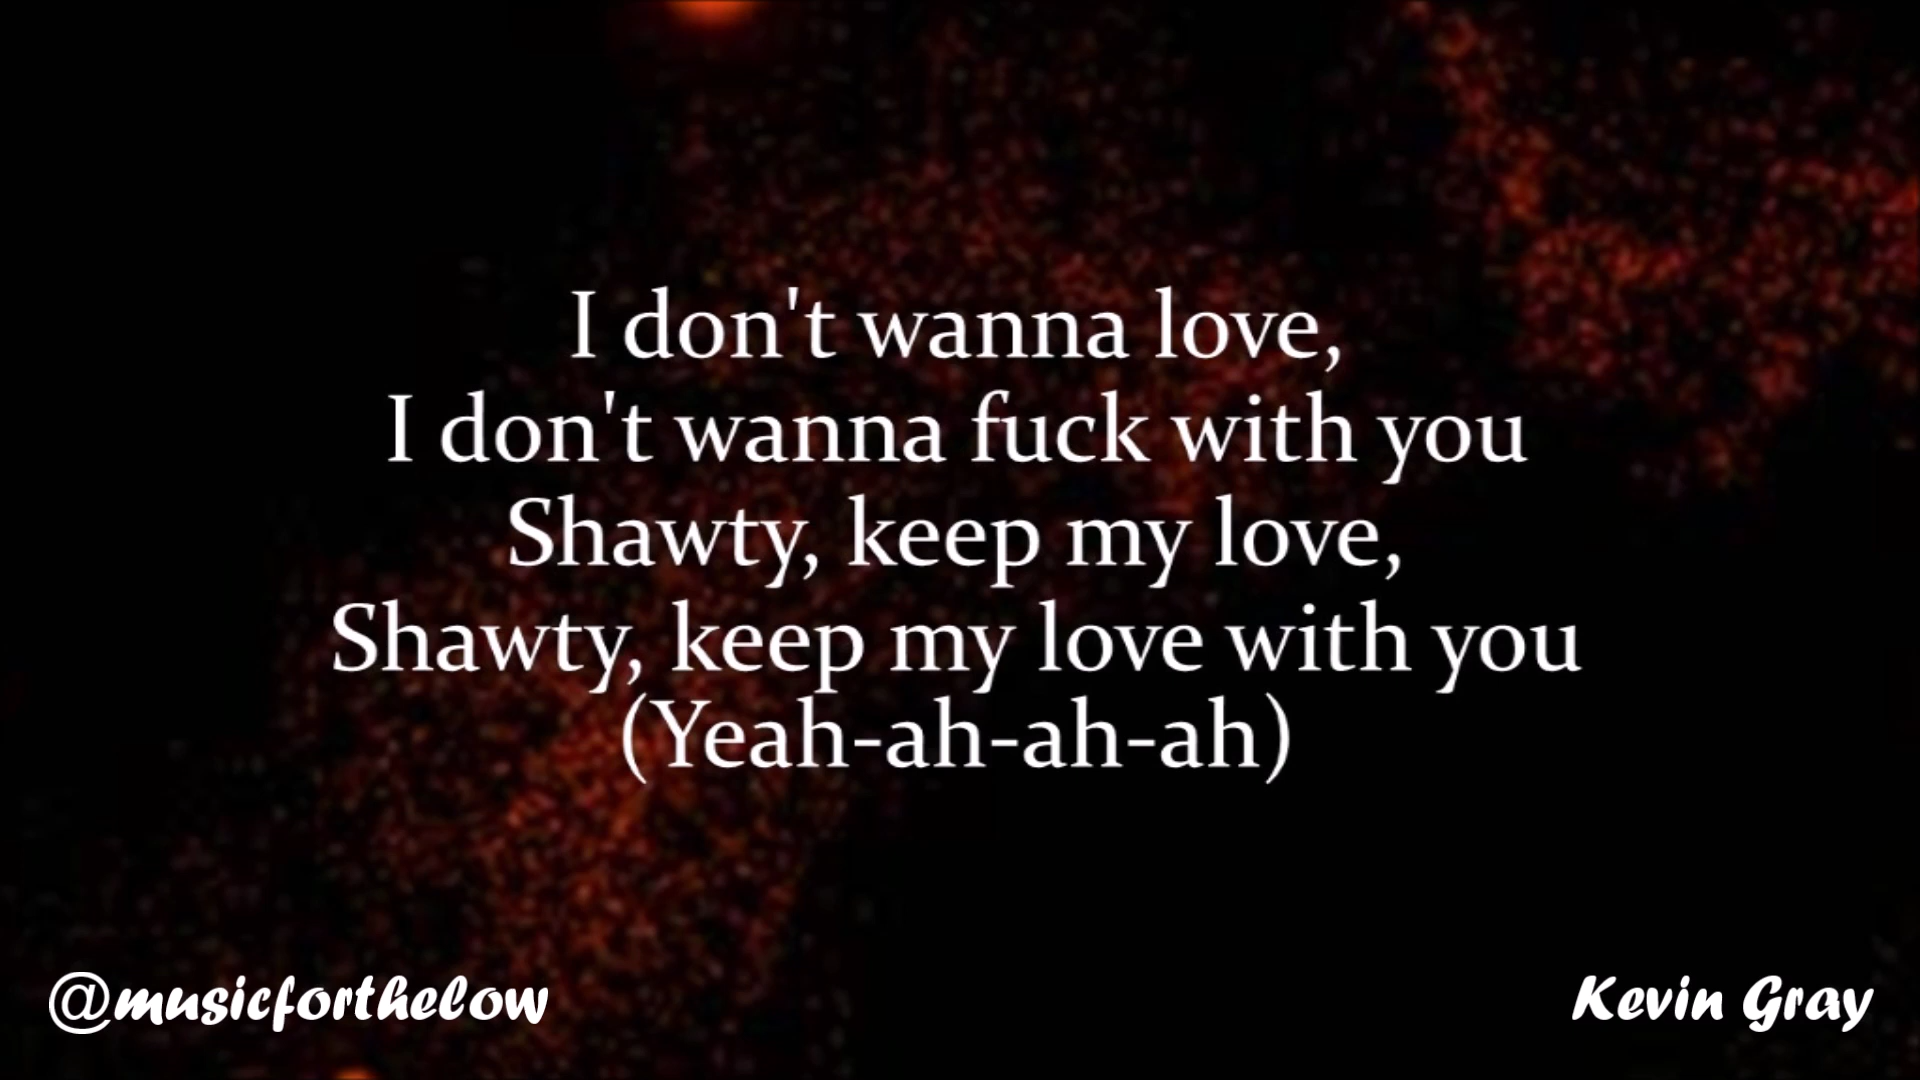 I don't wanna love,
I don't wanna fuck with you
Shawty, keep my love,
Shawty, keep my love with you
(Yeah-ah-ah-ah)
@musicforthelow
Kevin Gray